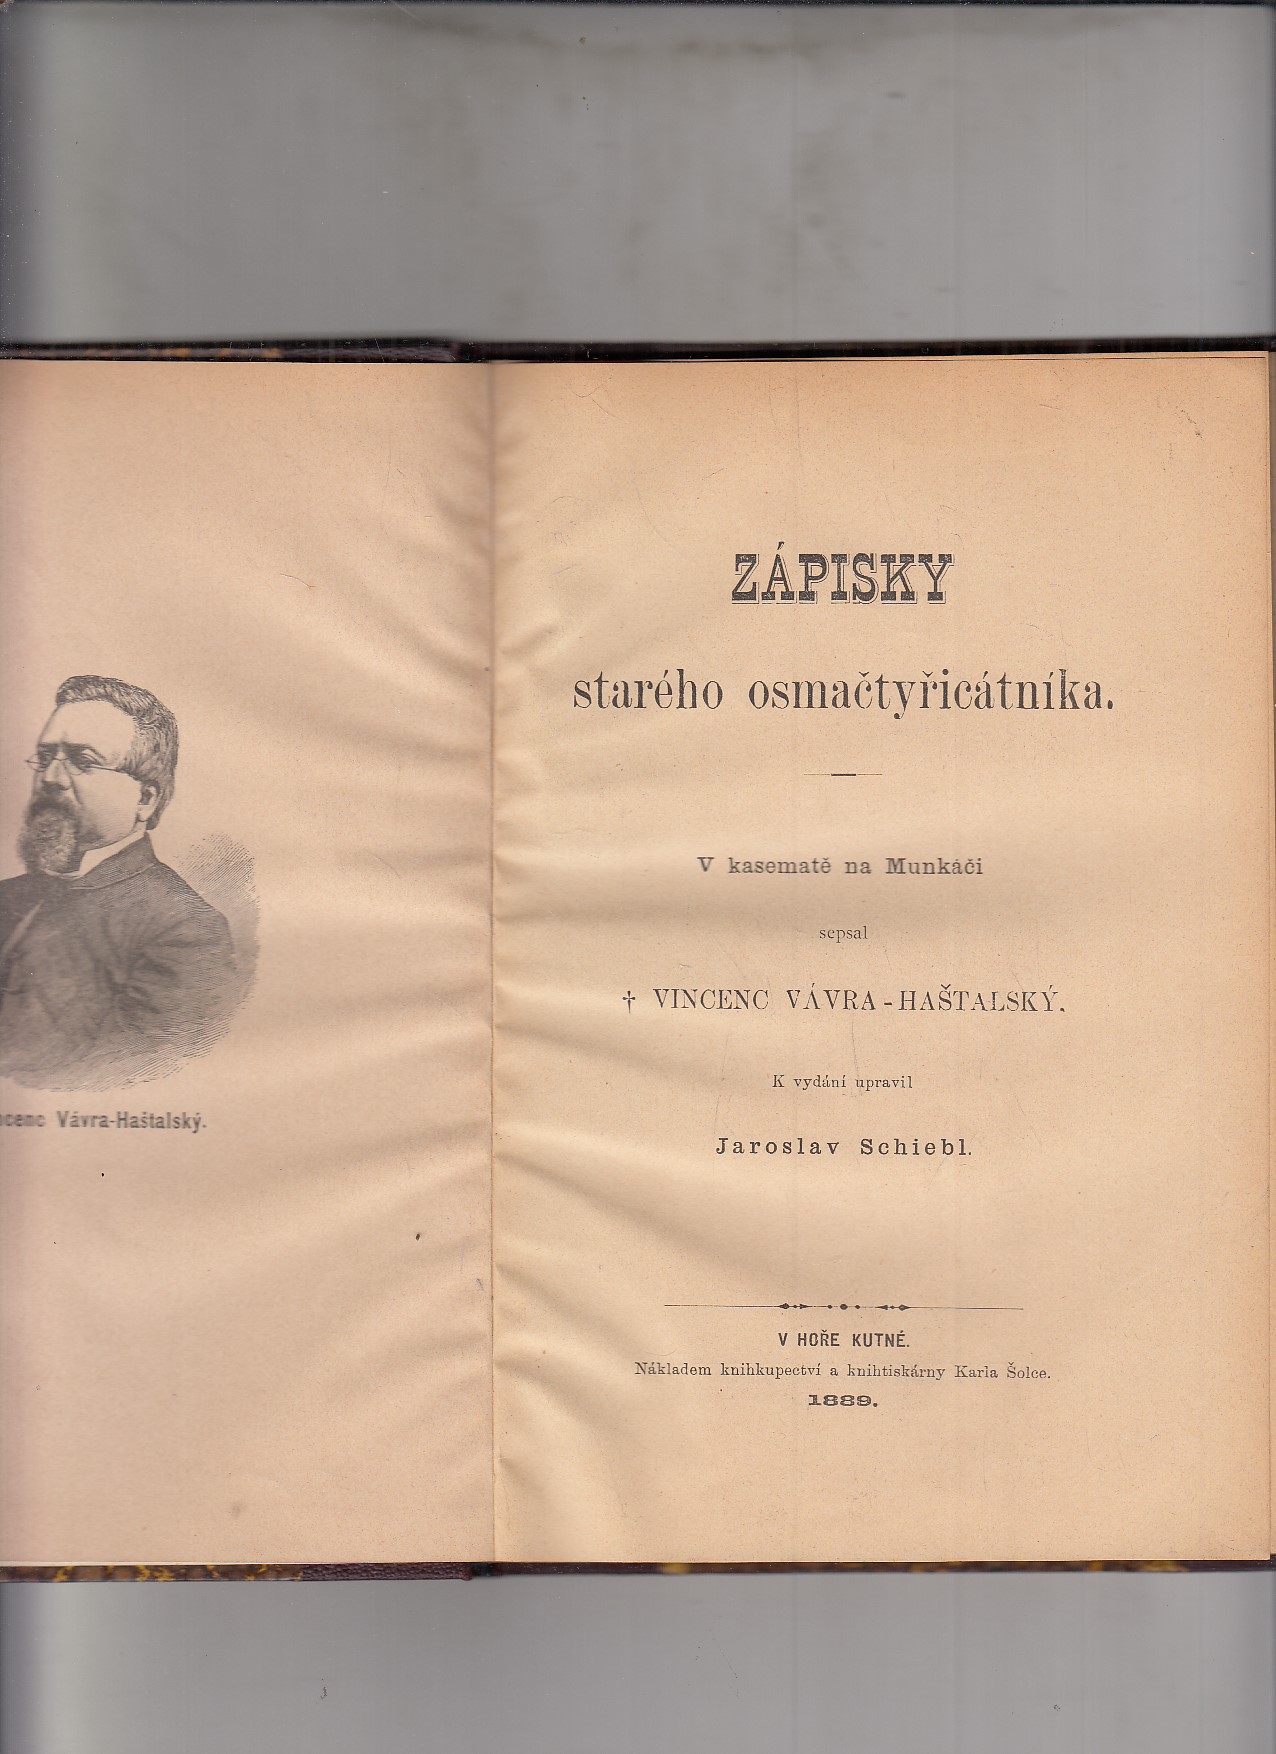 Vávra-Haštalský.
ZÁPISKY
starého osmačtyřicátníka.
V kasematě na Munkáči
sepsal
† VINCENC VÁVRA-HAŠTALSKÝ.
K vydání upravil
Jaroslav Schiebl.
V HOŘE KUTNÉ.
Nákladem knihkupectví a knihtiskárny Karla Šolce.
1889.